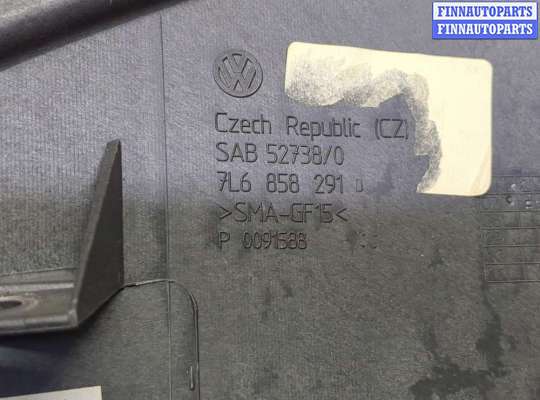 FINNAUTOPARTS
FINNAUTOPARTS
Czech Republic (CZ)
SAB 52738/0
7L6 858 291
>SMA-GF15<
P 0091588